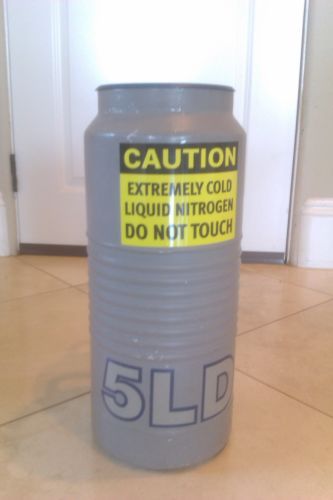 CAUTION
EXTREMELY COLD
LIQUID NITROGEN
DO NOT TOUCH
5LD